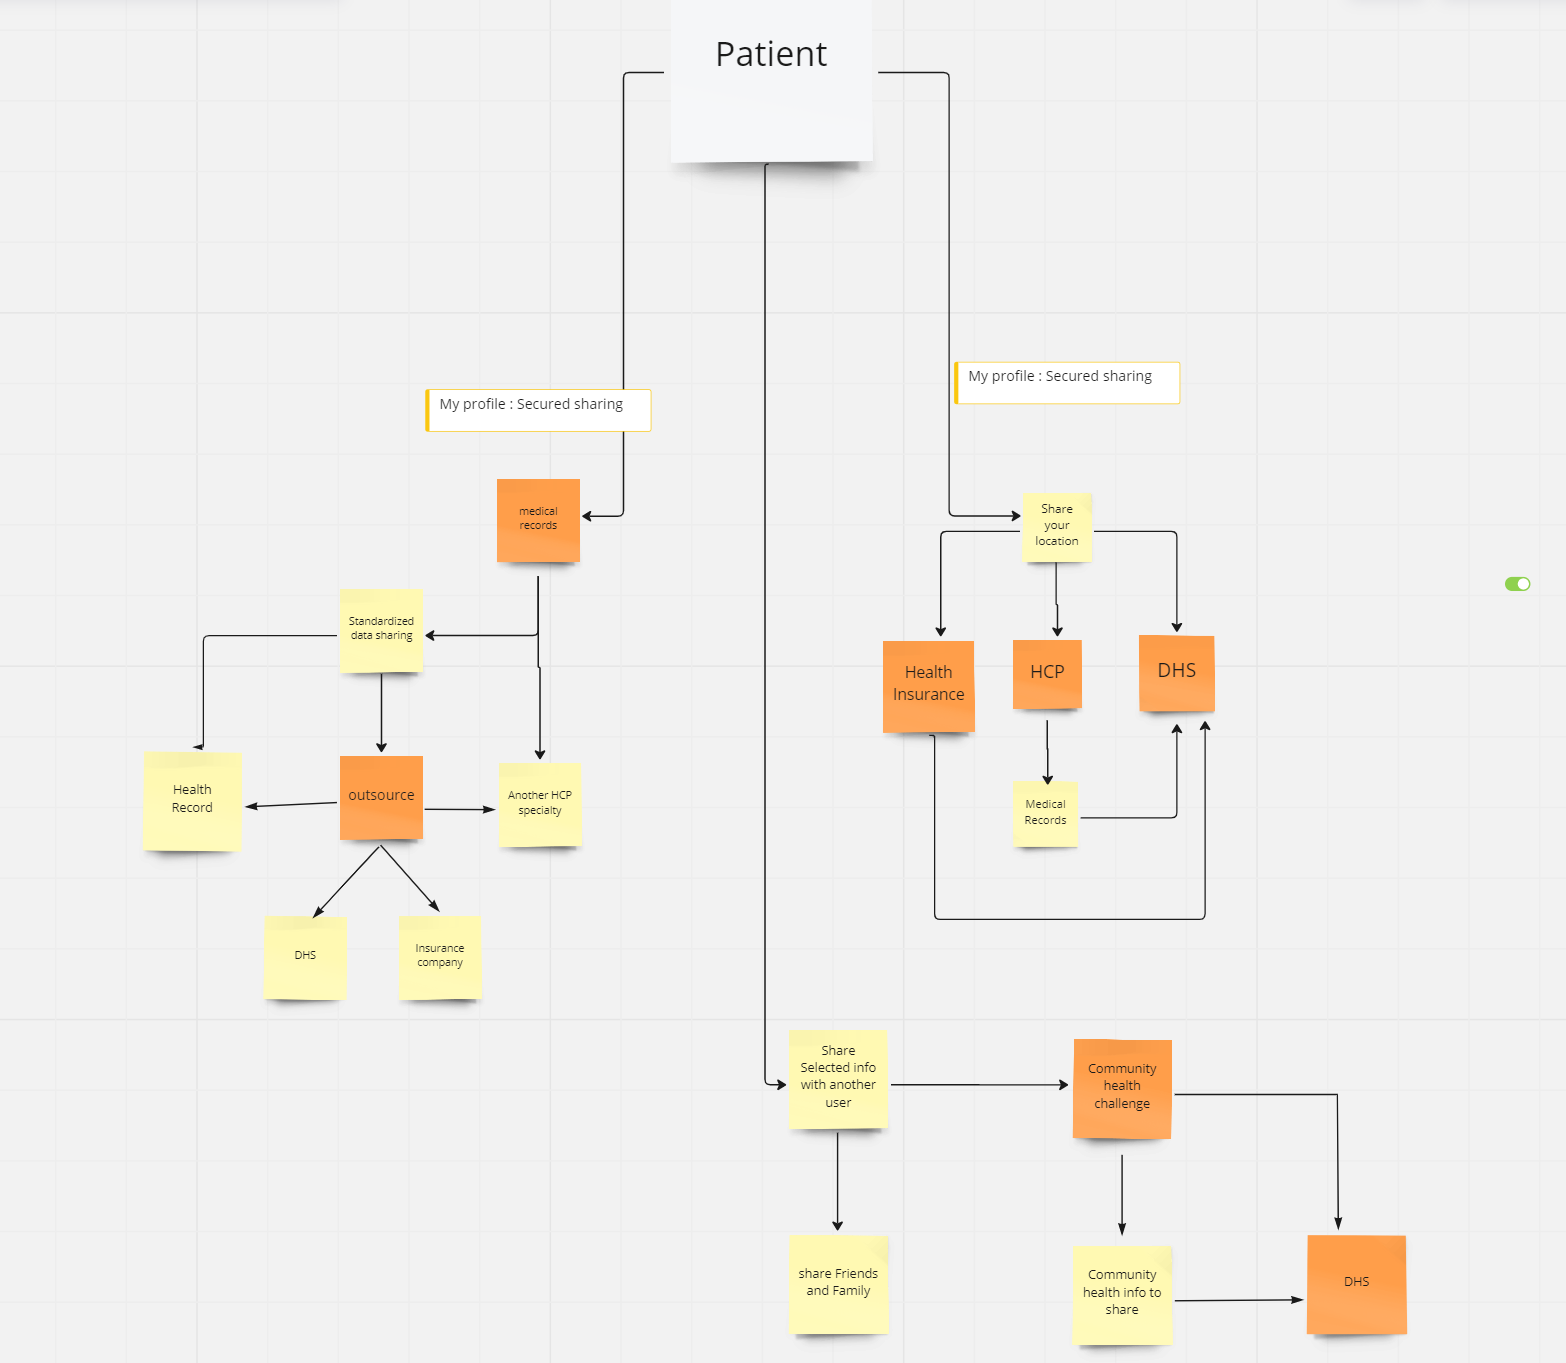 Patient
My profile : Secured sharing
My profile : Secured sharing
medical
records
Share
your
location
Standardized
data sharing
Health
Insurance
HCP
DHS
Health
Record
outsource
Another HCP
specialty
Medical
Records
DHS
Insurance
company
Share
Selected info
with another
user
Community
health
challenge
share Friends
and Family
Community
health info to
share
DHS